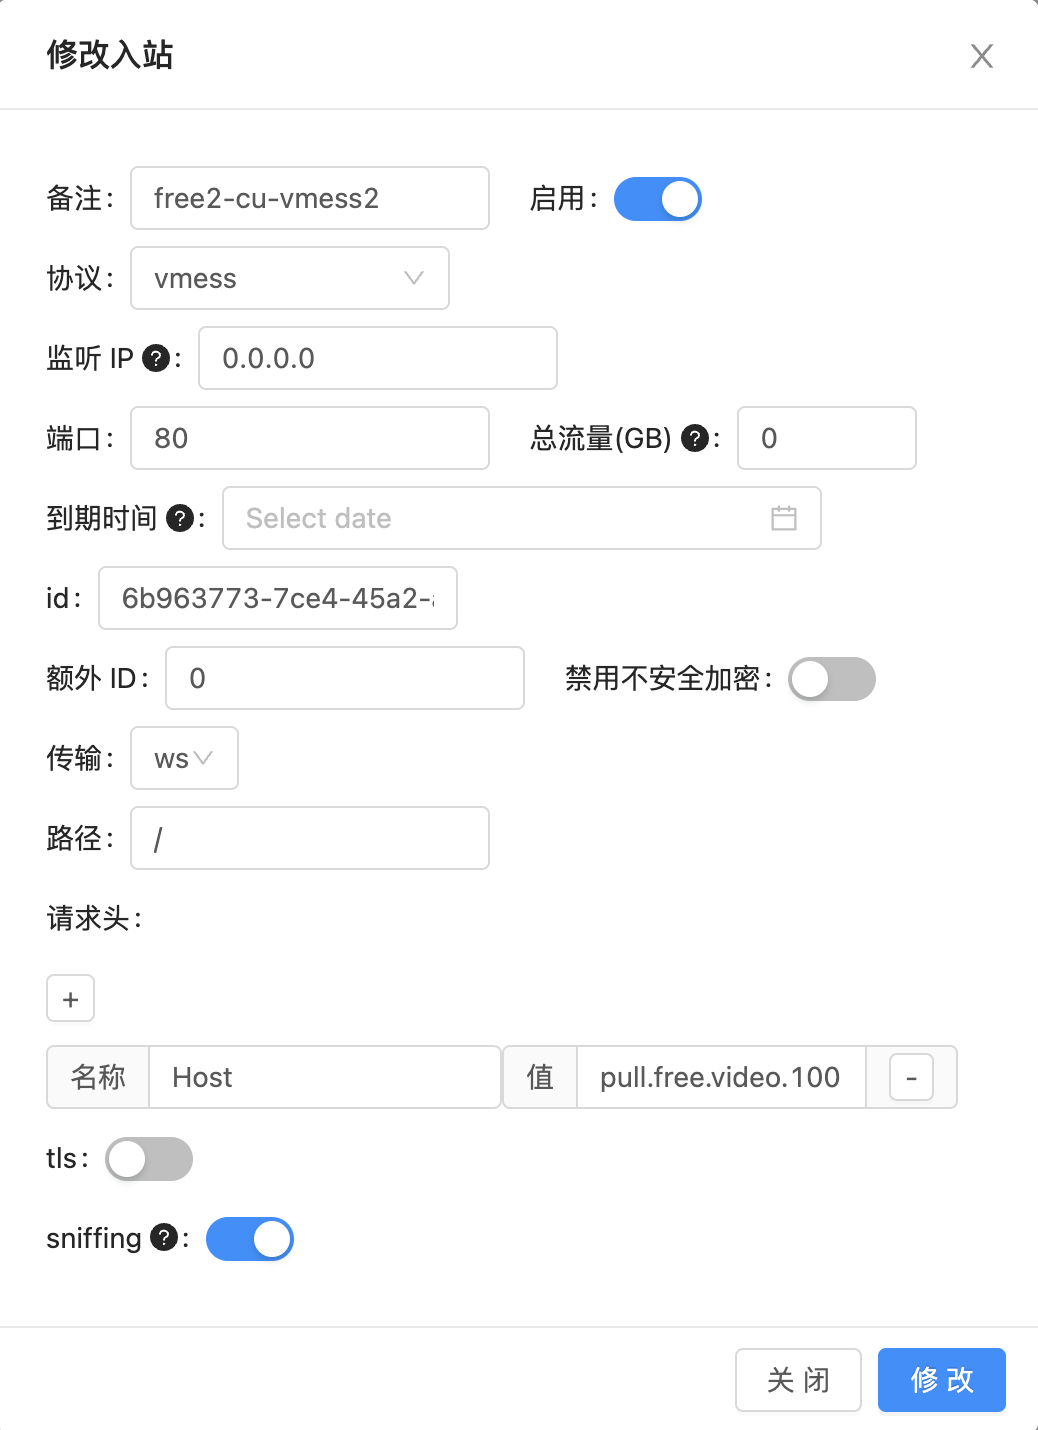 修改入站
备注: free2-cu-vmess2 启用:
协议: vmess
监听 IP ?: 0.0.0.0
端口: 80 总流量(GB) ?: 0
到期时间 ?: Select date
id: 6b963773-7ce4-45a2-
额外 ID: 0 禁用不安全加密:
传输: ws
路径: /
请求头:
+
名称 Host 值 pull.free.video.100 -
tls:
sniffing ?:
关 闭 修 改